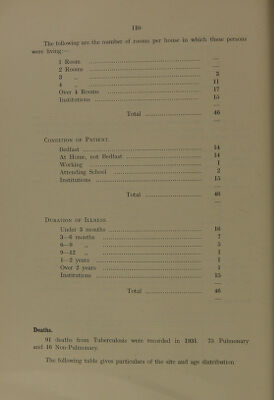 110
The following are the number of rooms per house in which these persons
were living:—
1 Room ... —
2 Rooms ... —
3 „ ... 3
4 „ ... 11
Over 4 Rooms ... 17
Institutions ... 15
Total ... 46
CONDITION OF PATIENT.
Bedfast ... 14
At Home, not Bedfast ... 14
Working ... 1
Attending School ... 2
Institutions ... 15
Total ... 46
DURATION OF ILLNESS.
Under 3 months ...
3—6 months ... 7
6—9 „ ...
9—12 „ ... 1
1—2 years ... 1
Over 2 years ... 1
Institutions ... 15
Total ... 46
Deaths.
91 deaths from Tuberculosis were recorded in 1931. 75 Pulmonary
and 16 Non-Pulmonary.
The following table gives particulars of the site and age distribution